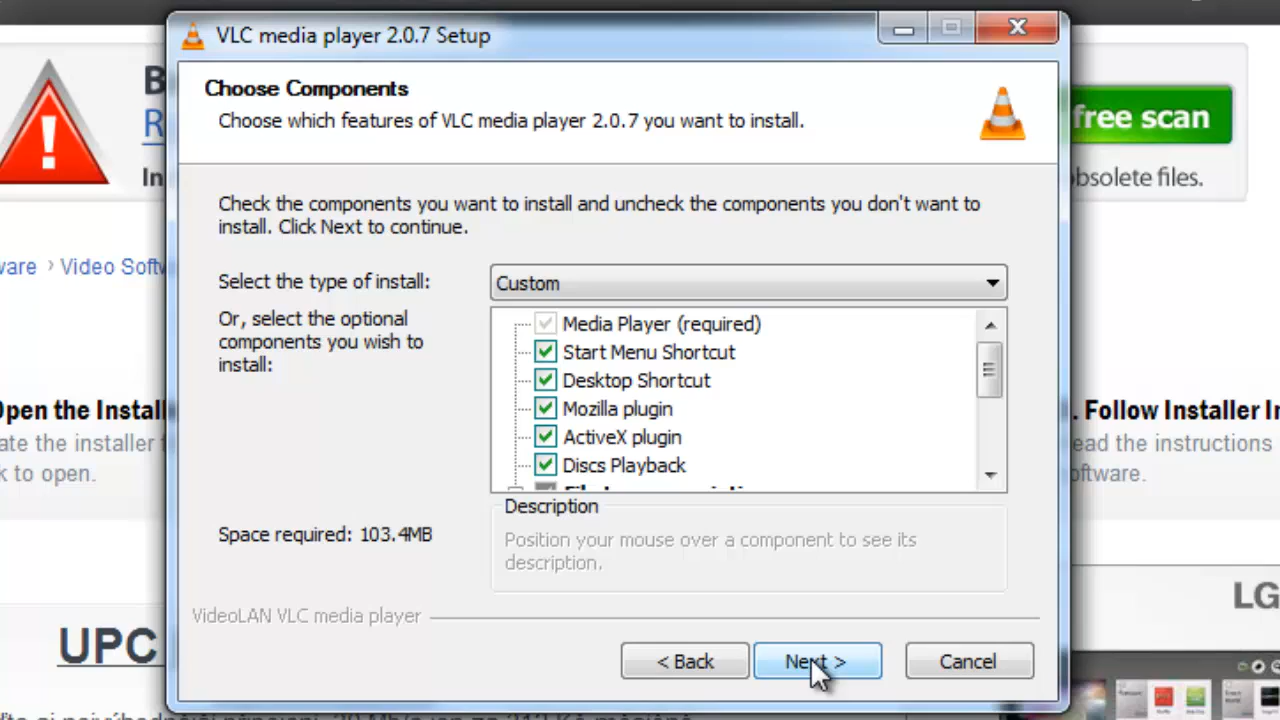 VLC media player 2.0.7 Setup
Choose Components
Choose which features of VLC media player 2.0.7 you want to install.
Check the components you want to install and uncheck the components you don't want to
install. Click Next to continue.
Select the type of install:
Custom
Or, select the optional
components you wish to
install:
Media Player (required)
Start Menu Shortcut
Desktop Shortcut
Mozilla plugin
ActiveX plugin
Discs Playback
Space required: 103.4MB
Description
Position your mouse over a component to see its
description.
VideoLAN VLC media player
< Back
Next >
Cancel
free scan
obsolete files.
Video Softw
Open the Install
ate the installer
k to open.
. Follow Installer In
ead the instructions
oftware.
UPC
LG